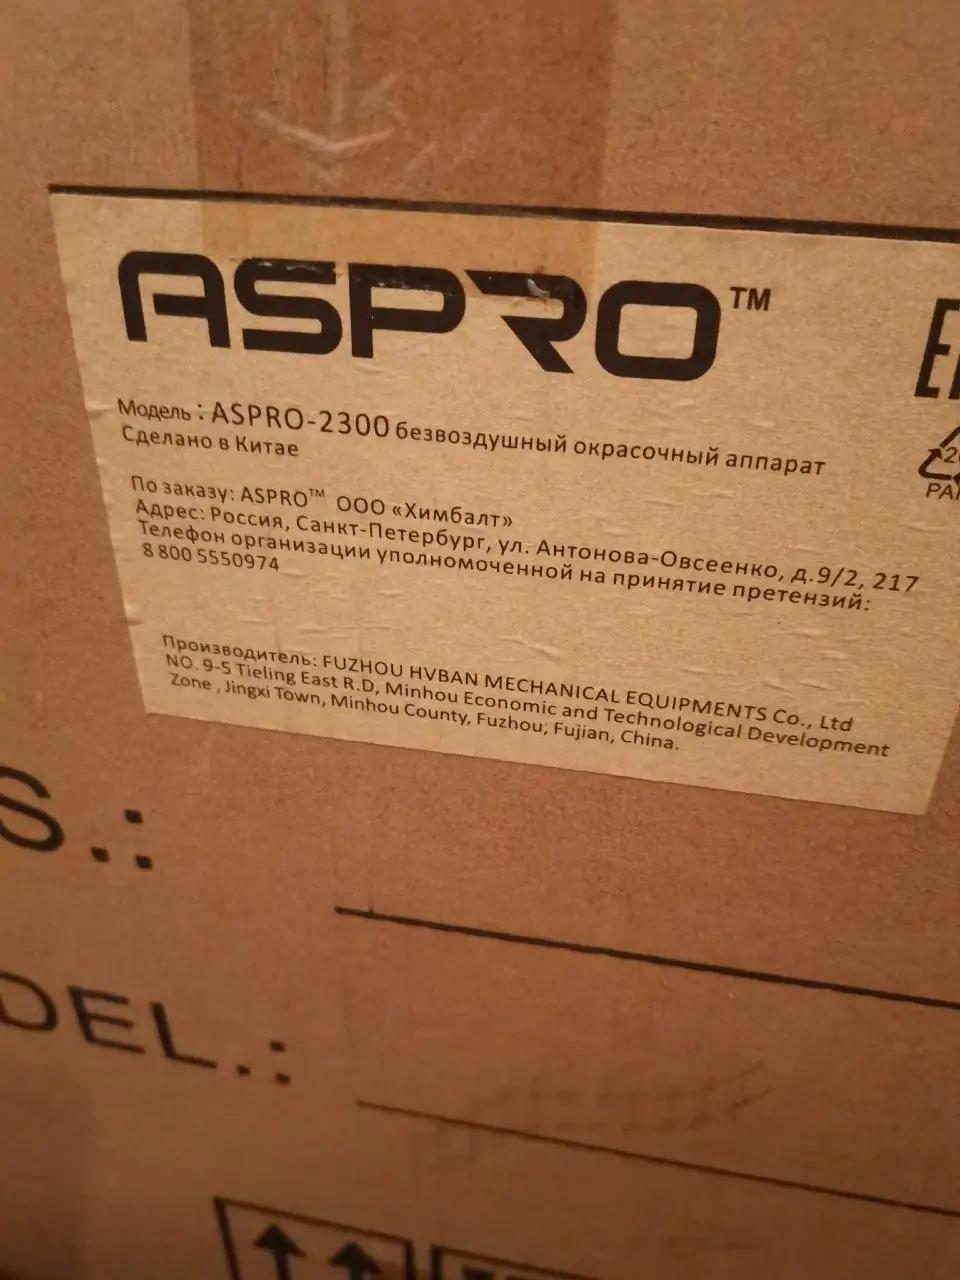 ASPRO™
Модель : ASPRO-2300 безвоздушный окрасочный аппарат
Сделано в Китае
По заказу: ASPRO™ ООО «Химбалт»
Адрес: Россия, Санкт-Петербург, ул. Антонова-Овсеенко, д.9/2, 217
Телефон организации уполномоченной на принятие претензий:
8 800 5550974
Производитель: FUZHOU HVBAN MECHANICAL EQUIPMENTS Co., Ltd
NO. 9-5 Tieling East R.D, Minhou Economic and Technological Development
Zone , Jingxi Town, Minhou County, Fuzhou, Fujian, China.